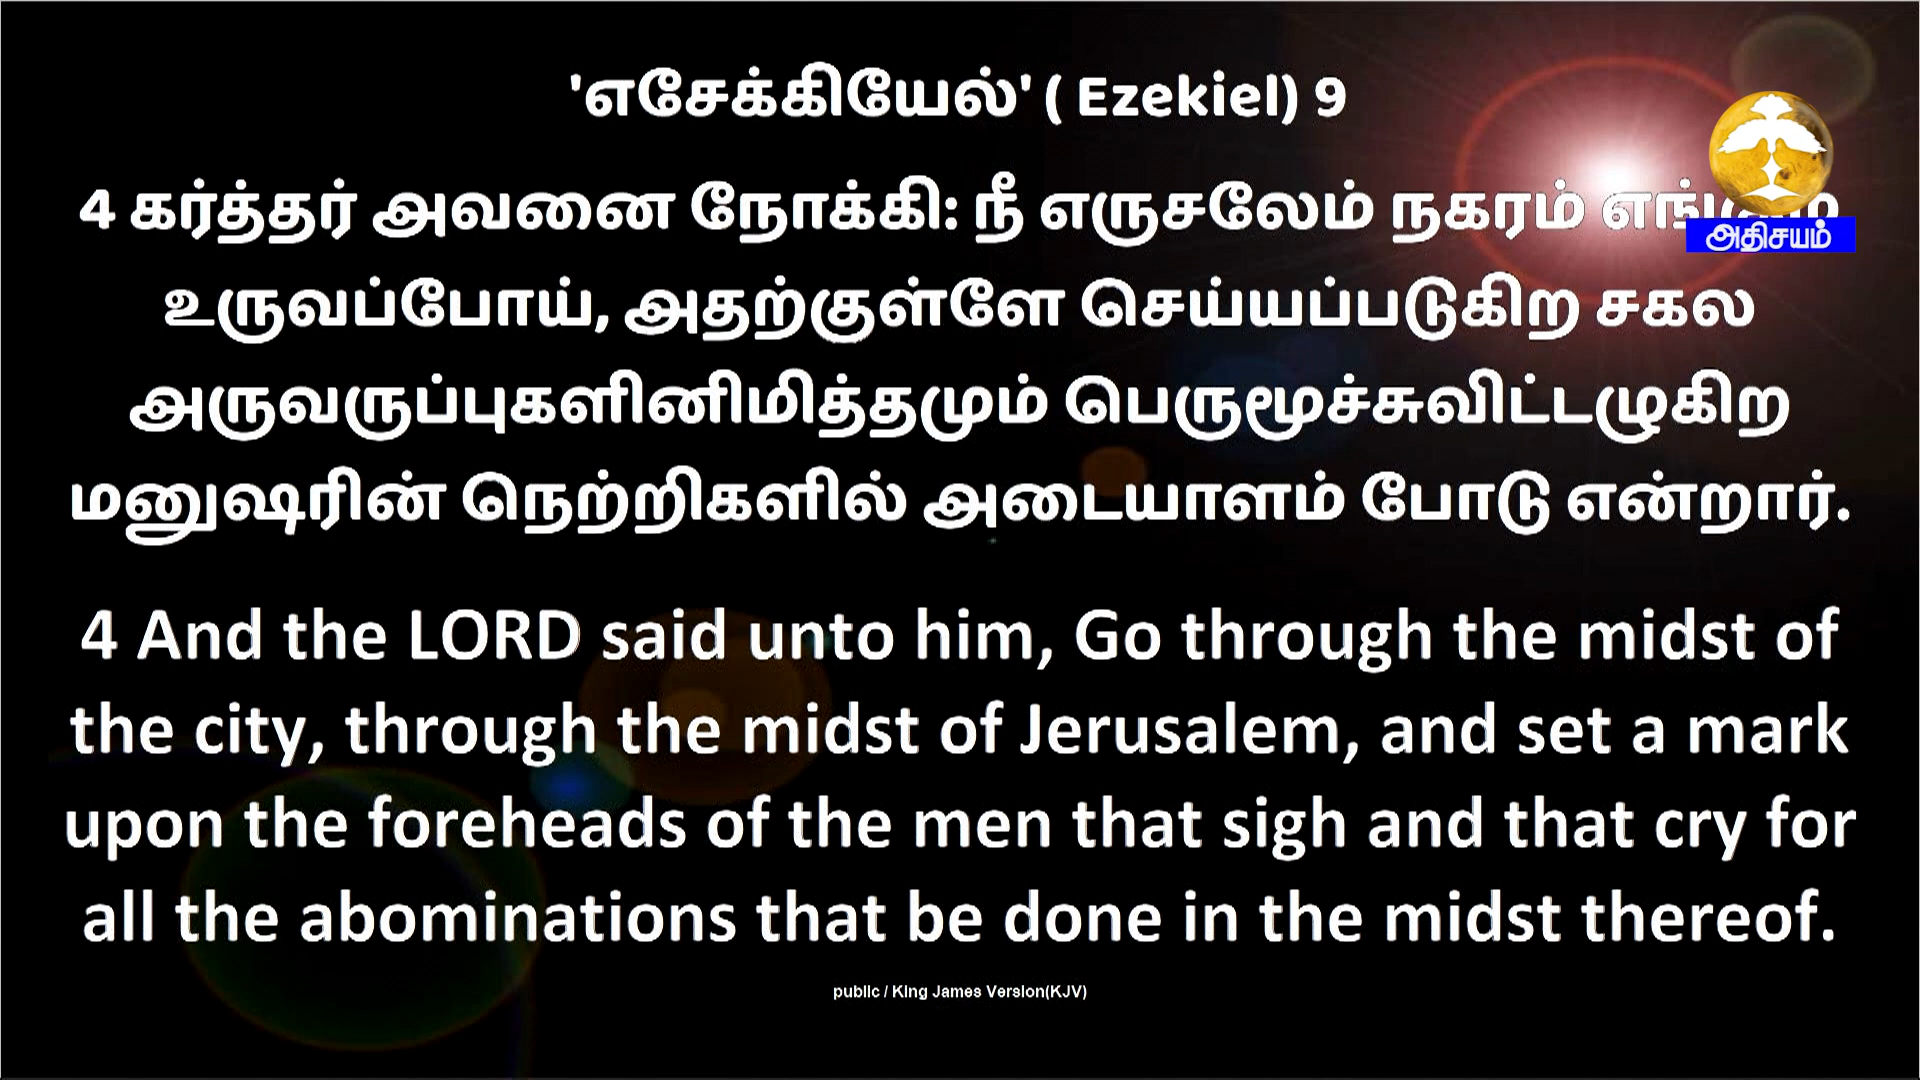 'எசேக்கியேல்' ( Ezekiel) 9
4 கர்த்தர் அவனை நோக்கி: நீ எருசலேம் நகரம் எங்கும்
அதிசயம்
உருவப்போய், அதற்குள்ளே செய்யப்படுகிற சகல
அருவருப்புகளினிமித்தமும் பெருமூச்சுவிட்டழுகிற
மனுஷரின் நெற்றிகளில் அடையாளம் போடு என்றார்.
4 And the LORD said unto him, Go through the midst of
the city, through the midst of Jerusalem, and set a mark
upon the foreheads of the men that sigh and that cry for
all the abominations that be done in the midst thereof.
public / King James Version(KJV)